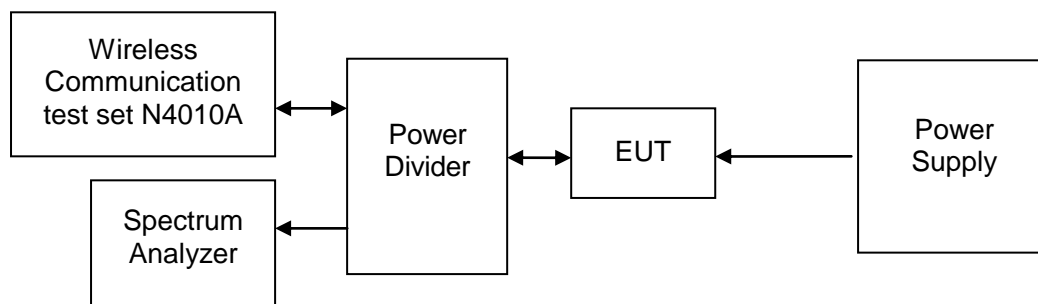 Wireless
Communication
test set N4010A
Spectrum
Analyzer
Power
Divider
EUT
Power
Supply